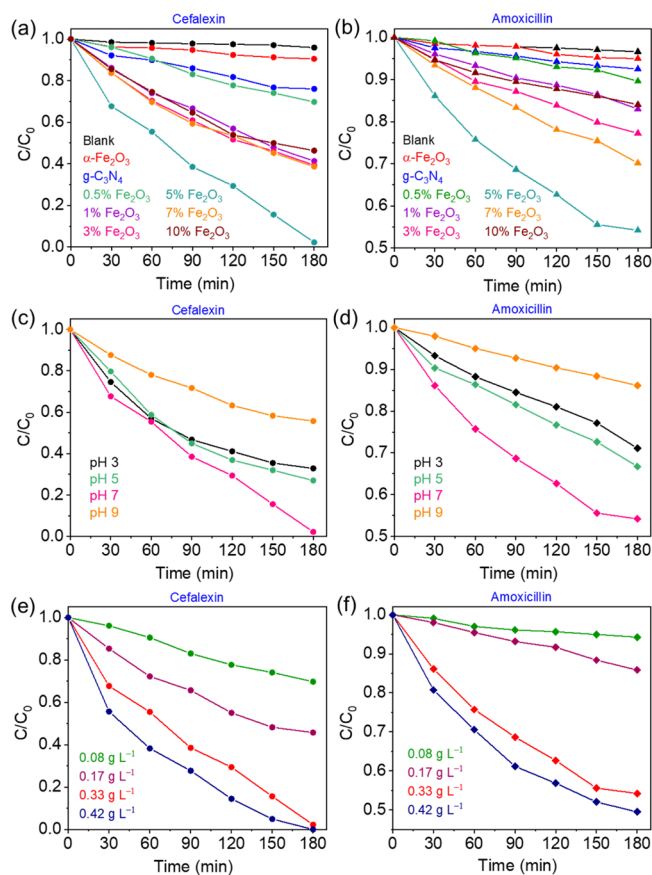 (a)
Cefalexin
C/C0
1.0
0.8
0.6
0.4
0.2
0.0
Blank
α-Fe2O3
g-C3N4
0.5% Fe2O3 5% Fe2O3
1% Fe2O3 7% Fe2O3
3% Fe2O3 10% Fe2O3
0 30 60 90 120 150 180
Time (min)
(b)
Amoxicillin
C/C0
1.0
0.9
0.8
0.7
0.6
0.5
Blank
α-Fe2O3
g-C3N4
0.5% Fe2O3 5% Fe2O3
1% Fe2O3 7% Fe2O3
3% Fe2O3 10% Fe2O3
0 30 60 90 120 150 180
Time (min)
(c)
Cefalexin
C/C0
1.0
0.8
0.6
0.4
0.2
0.0
pH 3
pH 5
pH 7
pH 9
0 30 60 90 120 150 180
Time (min)
(d)
Amoxicillin
C/C0
1.0
0.9
0.8
0.7
0.6
0.5
pH 3
pH 5
pH 7
pH 9
0 30 60 90 120 150 180
Time (min)
(e)
Cefalexin
C/C0
1.0
0.8
0.6
0.4
0.2
0.0
0.08 g L⁻¹
0.17 g L⁻¹
0.33 g L⁻¹
0.42 g L⁻¹
0 30 60 90 120 150 180
Time (min)
(f)
Amoxicillin
C/C0
1.0
0.9
0.8
0.7
0.6
0.5
0.08 g L⁻¹
0.17 g L⁻¹
0.33 g L⁻¹
0.42 g L⁻¹
0 30 60 90 120 150 180
Time (min)